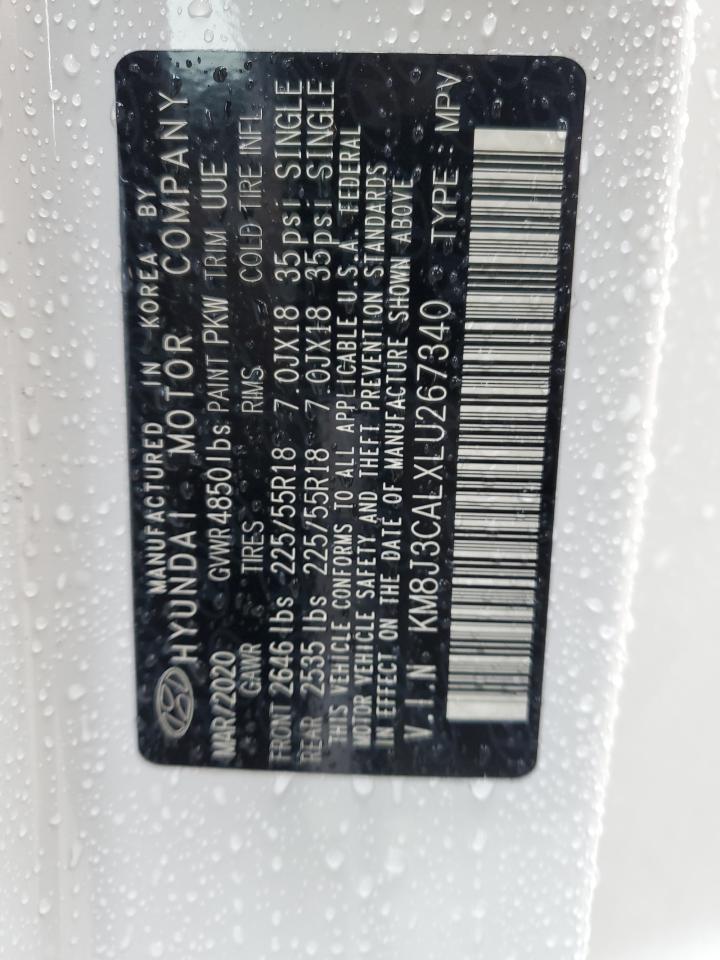 MANUFACTURED IN KOREA BY
HYUNDAI MOTOR COMPANY
MAR/2020 GVWR 4850 lbs PAINT PKW TRIM UUE
GAWR TIRES RIMS COLD TIRE INFL.
FRONT 2646 lbs 225/55R18 7.0JX18 35psi SINGLE
REAR 2535 lbs 225/55R18 7.0JX18 35psi SINGLE
THIS VEHICLE CONFORMS TO ALL APPLICABLE U.S.A. FEDERAL
MOTOR VEHICLE SAFETY AND THEFT PREVENTION STANDARDS
IN EFFECT ON THE DATE OF MANUFACTURE SHOWN ABOVE
V.I.N KM8J3CALXLU267340 TYPE: MPV